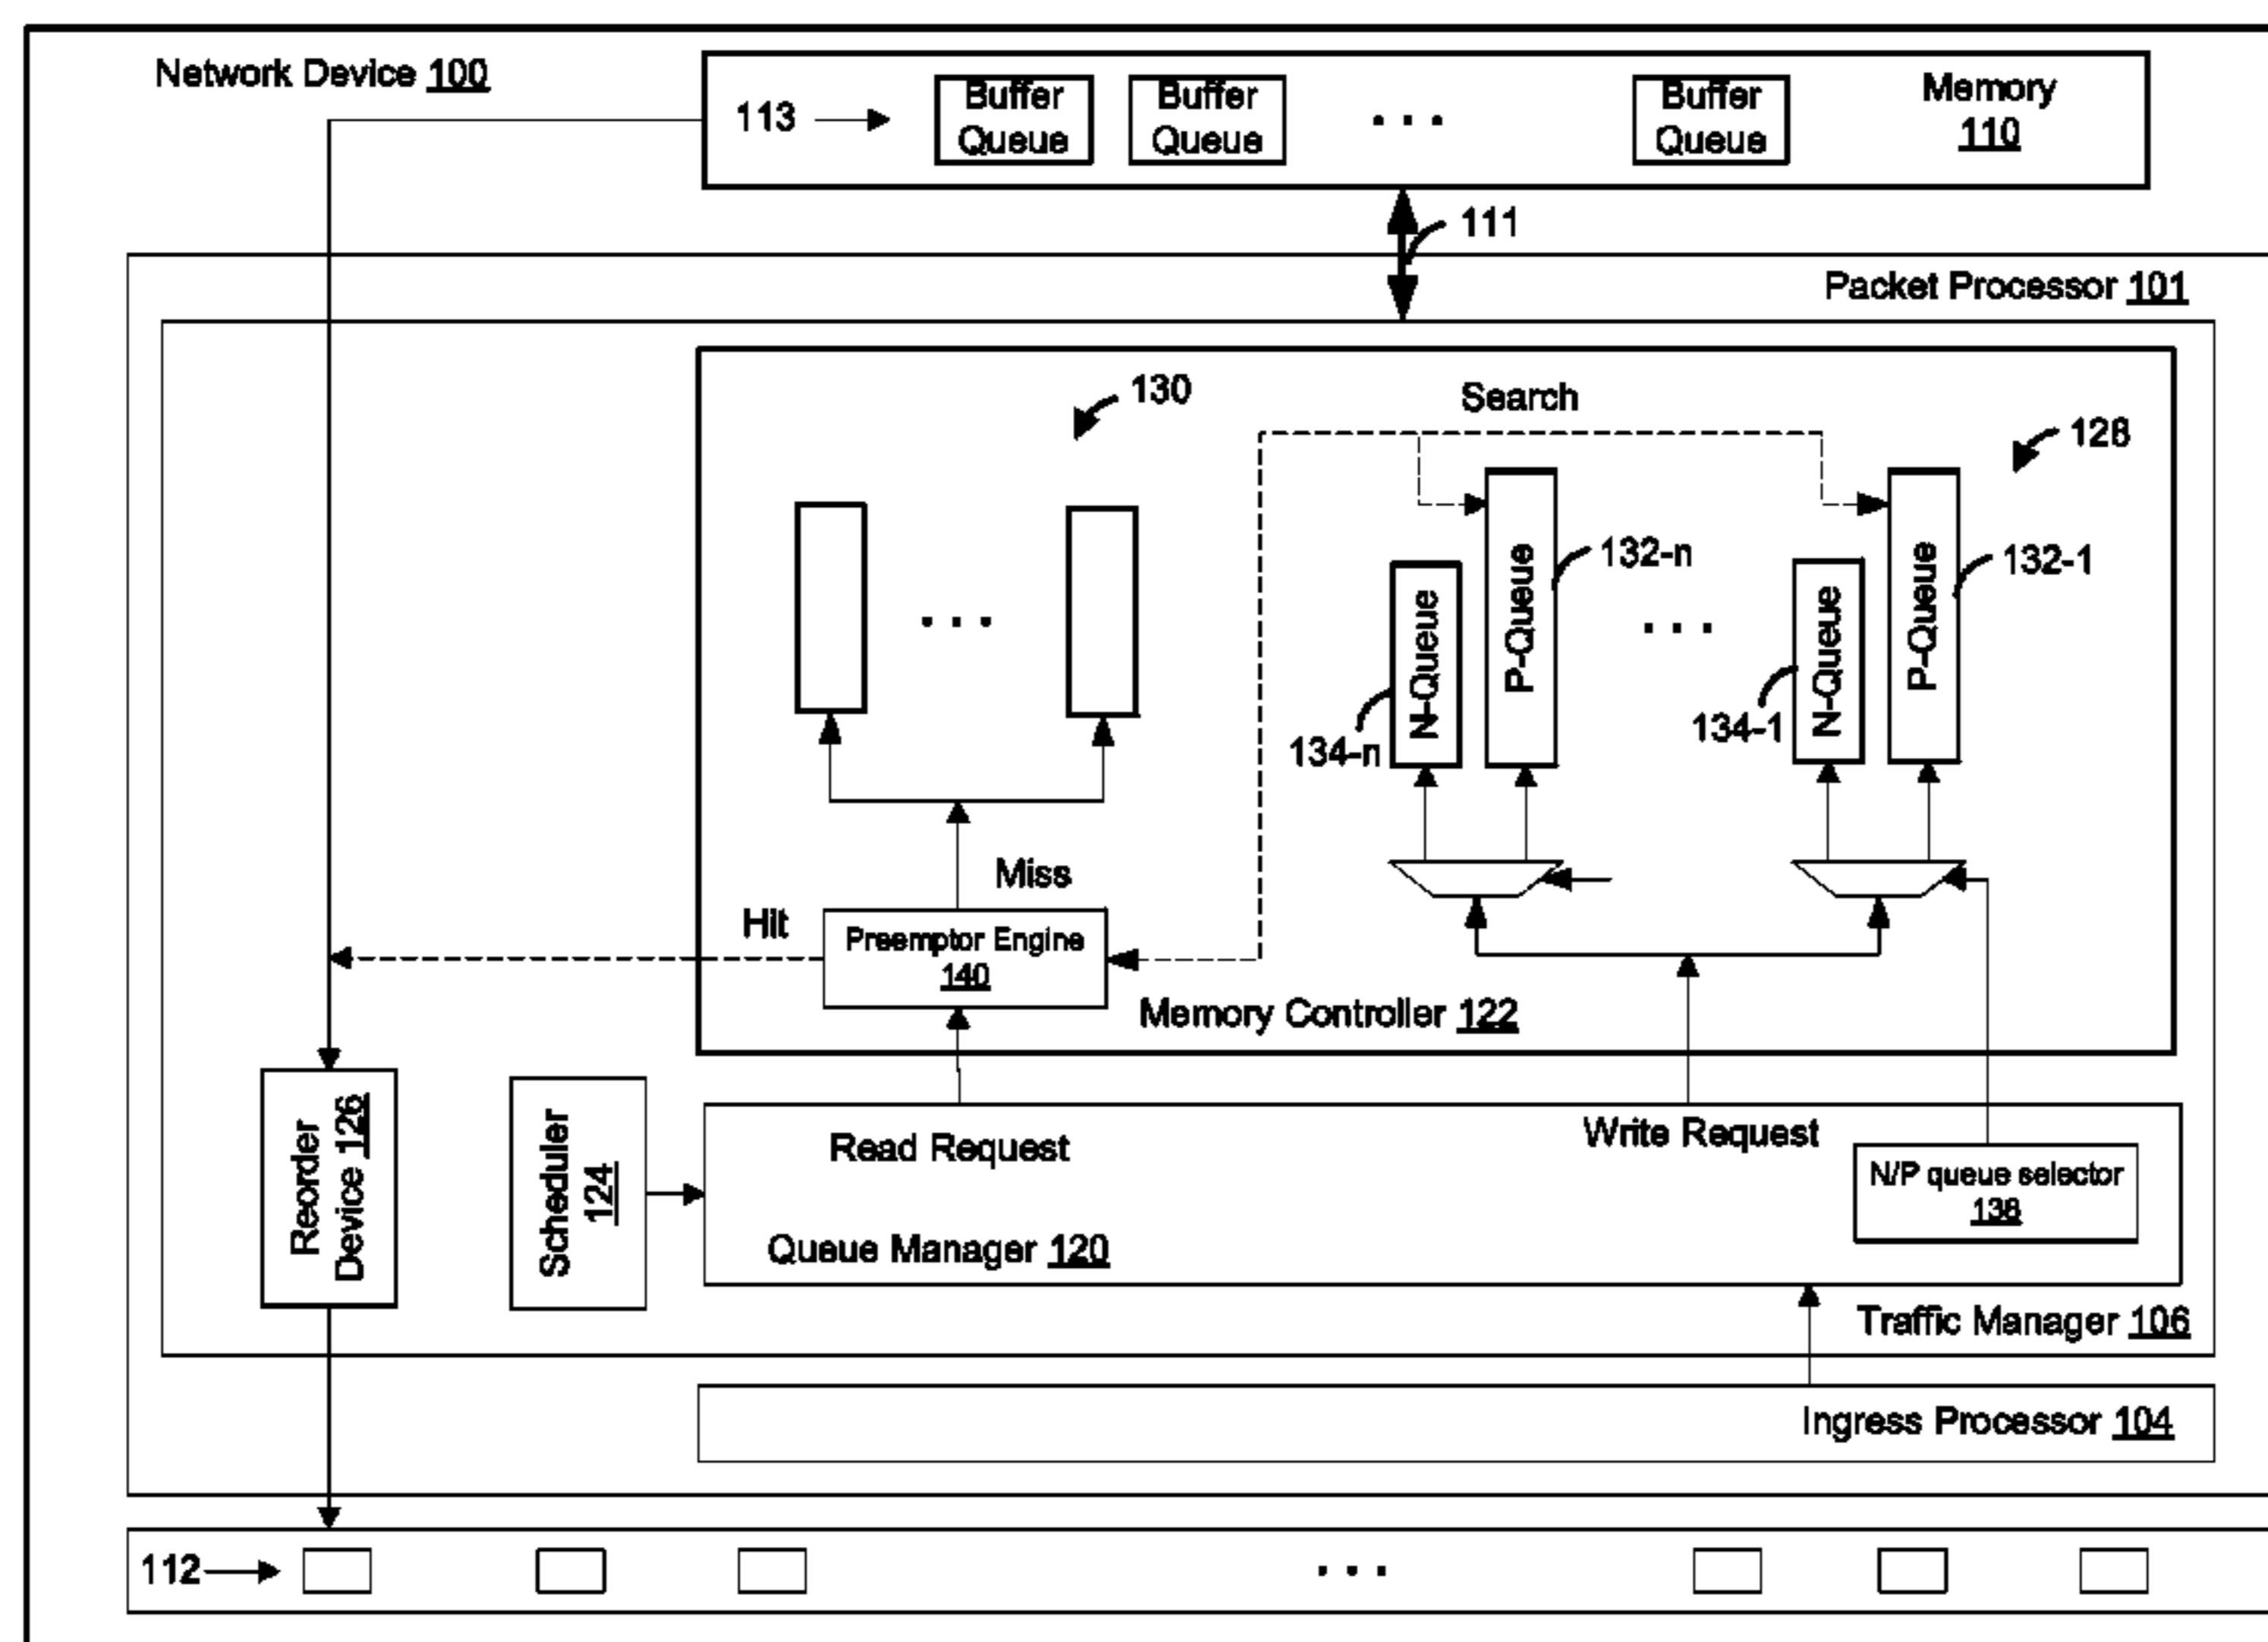 Network Device 100
113
Buffer
Queue
Buffer
Queue
. . .
Buffer
Queue
Memory
110
111
Packet Processor 101
130
Search
128
132-n
132-1
N-Queue
P-Queue
N-Queue
P-Queue
. . .
. . .
134-n
134-1
Miss
Hit
Preemptor Engine
140
Memory Controller 122
Reorder
Device 126
Scheduler
124
Read Request
Write Request
N/P queue selector
138
Queue Manager 120
Traffic Manager 106
Ingress Processor 104
112
. . .